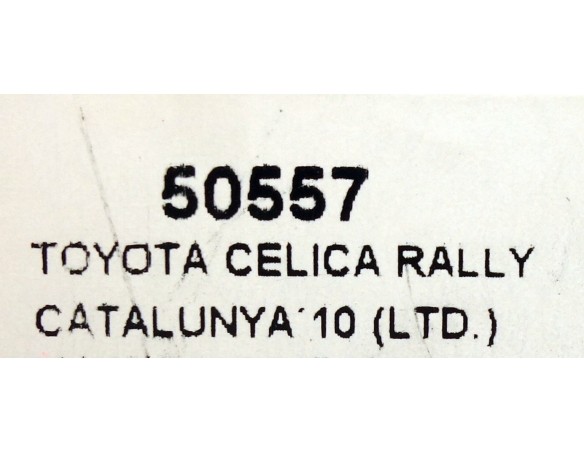 50557
TOYOTA CELICA RALLY
CATALUNYA´10 (LTD.)